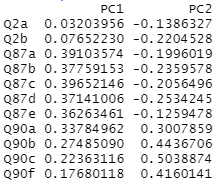 PC1 PC2
Q2a 0.03203956 -0.1386327
Q2b 0.07652230 -0.2204528
Q87a 0.39103574 -0.1996019
Q87b 0.37759153 -0.2359578
Q87c 0.39652146 -0.2056496
Q87d 0.37141006 -0.2534245
Q87e 0.36263461 -0.1259478
Q90a 0.33784962 0.3007859
Q90b 0.27485090 0.4436706
Q90c 0.22363116 0.5038874
Q90f 0.17680118 0.4160141